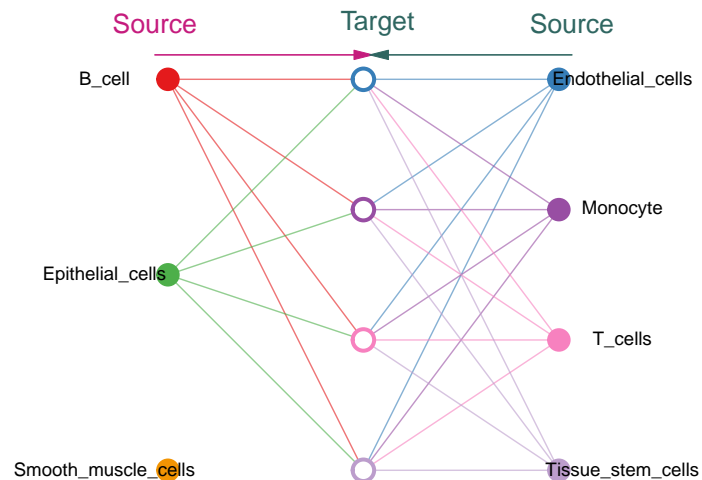 Source
Target
Source
B_cell
Endothelial_cells
Monocyte
Epithelial_cells
T_cells
Smooth_muscle_cells
Tissue_stem_cells